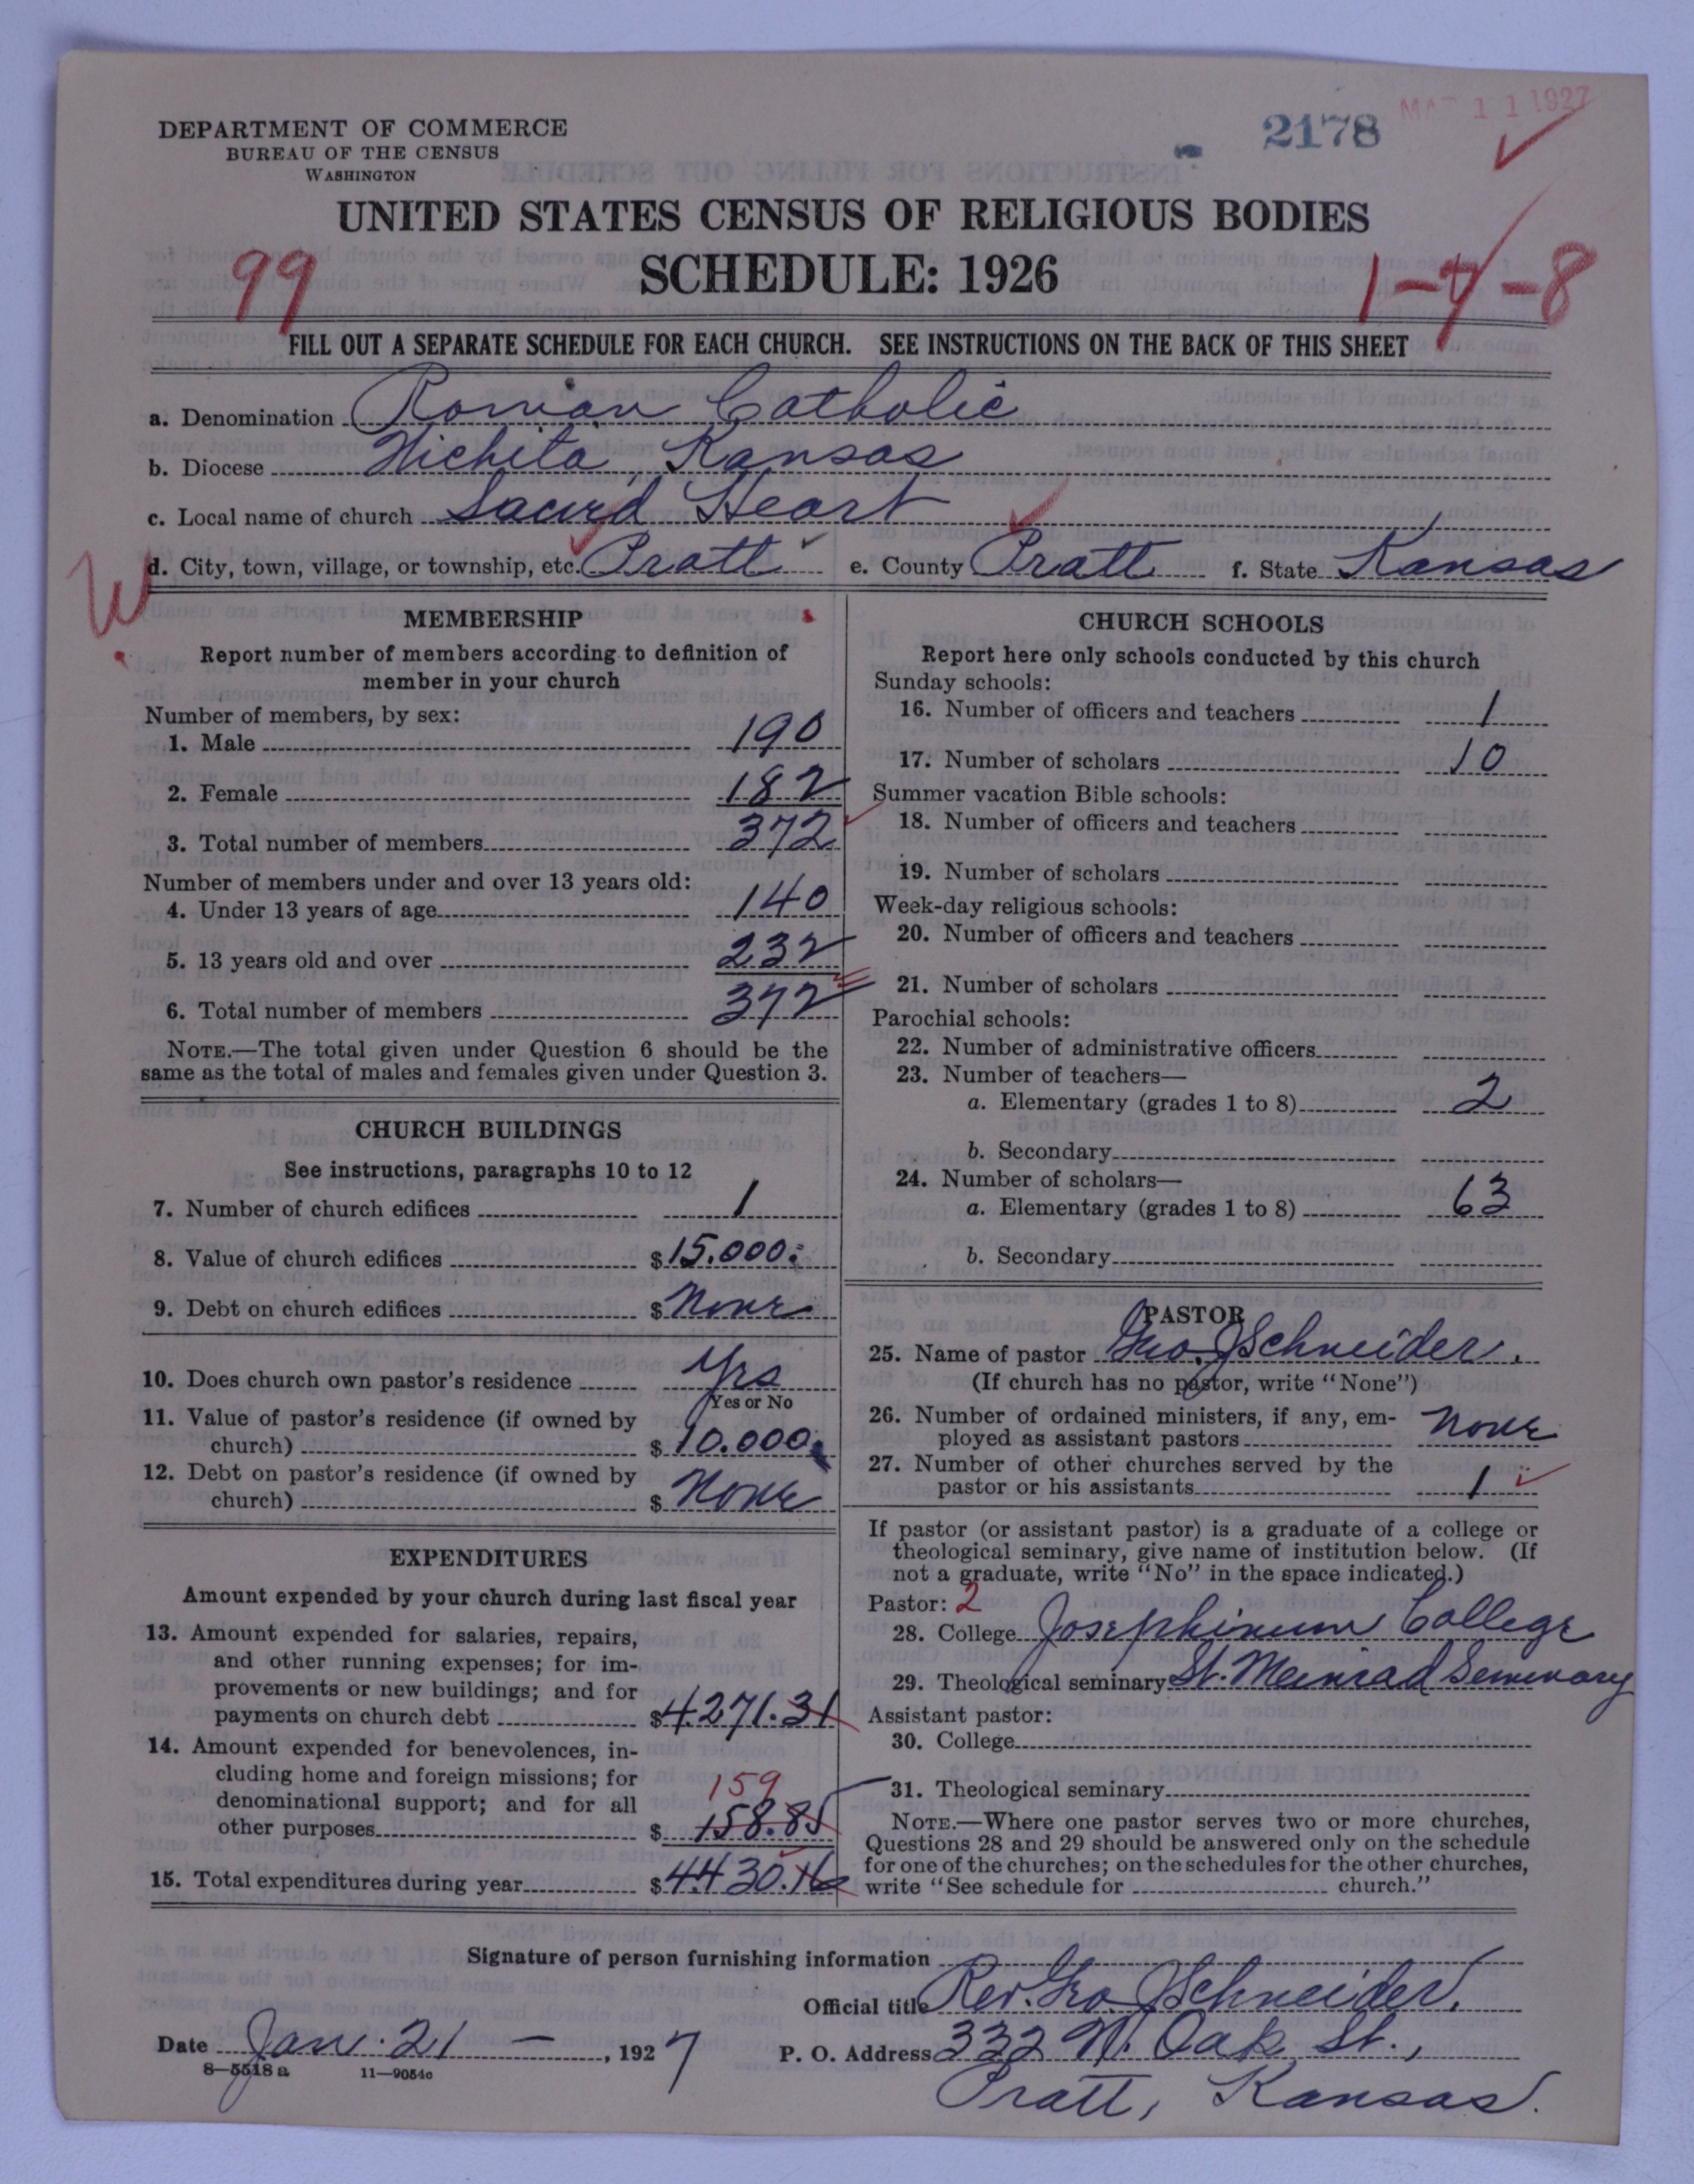 DEPARTMENT OF COMMERCE
BUREAU OF THE CENSUS
WASHINGTON
2178
1 1 1927
UNITED STATES CENSUS OF RELIGIOUS BODIES
99
SCHEDULE: 1926
1-4-8
FILL OUT A SEPARATE SCHEDULE FOR EACH CHURCH. SEE INSTRUCTIONS ON THE BACK OF THIS SHEET
a. Denomination Roman Catholic
b. Diocese Wichita, Kansas
c. Local name of church Sacred Heart
W
d. City, town, village, or township, etc. Pratt e. County Pratt f. State Kansas
MEMBERSHIP
Report number of members according to definition of
member in your church
Number of members, by sex:
1. Male 190
2. Female 182
3. Total number of members 372
Number of members under and over 13 years old:
4. Under 13 years of age 140
5. 13 years old and over 232
6. Total number of members 372
NOTE.—The total given under Question 6 should be the
same as the total of males and females given under Question 3.
CHURCH BUILDINGS
See instructions, paragraphs 10 to 12
7. Number of church edifices 1
8. Value of church edifices $15.000.
9. Debt on church edifices $ None
10. Does church own pastor's residence Yes
Yes or No
11. Value of pastor's residence (if owned by
church) $ 10.000.
12. Debt on pastor's residence (if owned by
church) $ None
EXPENDITURES
Amount expended by your church during last fiscal year
13. Amount expended for salaries, repairs,
and other running expenses; for im-
provements or new buildings; and for
payments on church debt $4271.31
14. Amount expended for benevolences, in-
cluding home and foreign missions; for
159
denominational support; and for all
other purposes $ 158.85
15. Total expenditures during year $4430.16
CHURCH SCHOOLS
Report here only schools conducted by this church
Sunday schools:
16. Number of officers and teachers 1
17. Number of scholars 10
Summer vacation Bible schools:
18. Number of officers and teachers
19. Number of scholars
Week-day religious schools:
20. Number of officers and teachers
21. Number of scholars
Parochial schools:
22. Number of administrative officers
23. Number of teachers—
a. Elementary (grades 1 to 8) 2
b. Secondary
24. Number of scholars—
a. Elementary (grades 1 to 8) 63
b. Secondary
PASTOR
25. Name of pastor Geo. J Schneider.
(If church has no pastor, write "None")
26. Number of ordained ministers, if any, em-
ployed as assistant pastors None
27. Number of other churches served by the
pastor or his assistants 1
If pastor (or assistant pastor) is a graduate of a college or
theological seminary, give name of institution below. (If
not a graduate, write "No" in the space indicated.)
Pastor: 2
28. College Josephinum College
29. Theological seminary St. Meinrad Seminary
Assistant pastor:
30. College
31. Theological seminary
NOTE.—Where one pastor serves two or more churches,
Questions 28 and 29 should be answered only on the schedule
for one of the churches; on the schedules for the other churches,
write "See schedule for church."
Signature of person furnishing information
Official title Rev. Geo. J Schneider.
Date Jan. 21 — , 1927
P. O. Address 332 N. Oak St.,
8—5518 a 11—9054c
Pratt, Kansas.